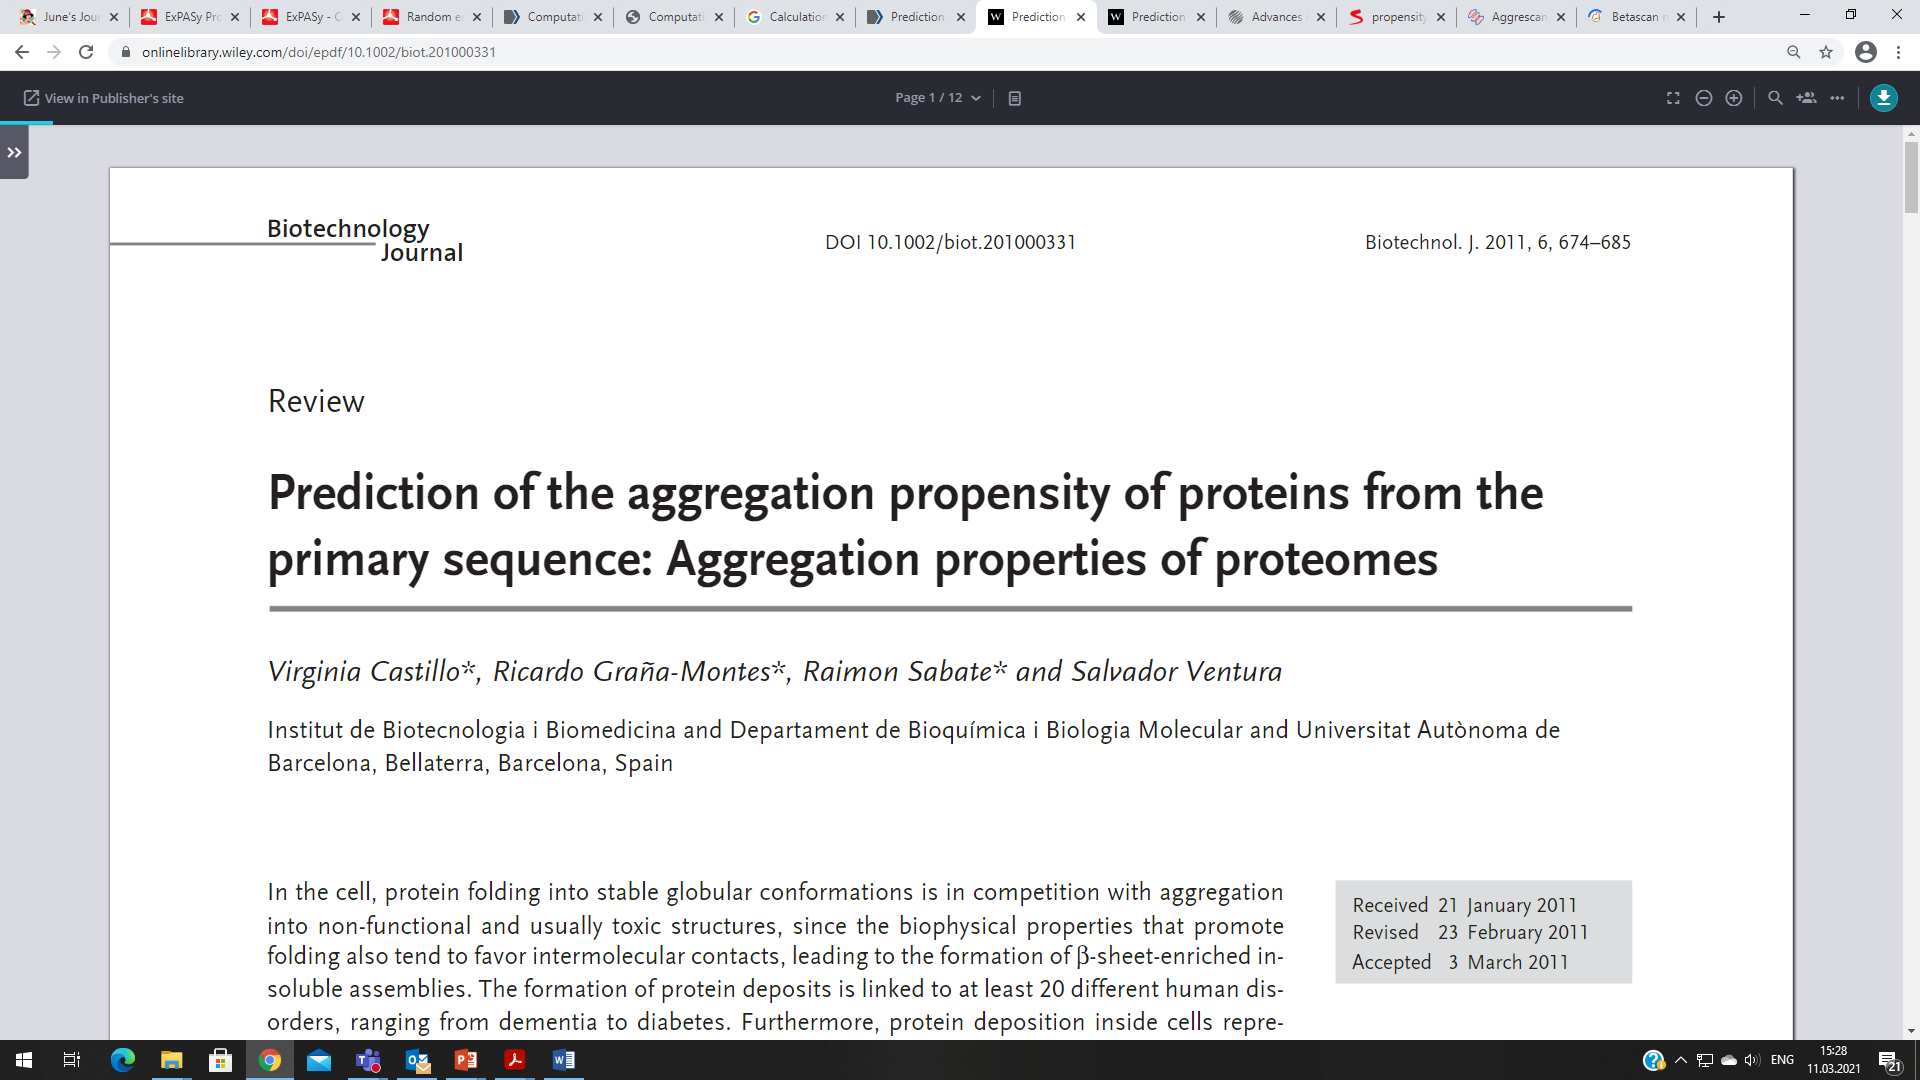 June's Jour
ExPASy Pro
ExPASy - C
Random e
Computati
Computati
Calculation
Prediction
Prediction
Prediction
Advances
propensity
Aggrescan
Betascan
onlinelibrary.wiley.com/doi/epdf/10.1002/biot.201000331
View in Publisher's site
Page 1 / 12
Biotechnology
Journal
DOI 10.1002/biot.201000331
Biotechnol. J. 2011, 6, 674–685
Review
Prediction of the aggregation propensity of proteins from the
primary sequence: Aggregation properties of proteomes
Virginia Castillo*, Ricardo Graña-Montes*, Raimon Sabate* and Salvador Ventura
Institut de Biotecnologia i Biomedicina and Departament de Bioquímica i Biologia Molecular and Universitat Autònoma de
Barcelona, Bellaterra, Barcelona, Spain
In the cell, protein folding into stable globular conformations is in competition with aggregation
into non-functional and usually toxic structures, since the biophysical properties that promote
folding also tend to favor intermolecular contacts, leading to the formation of β-sheet-enriched in-
soluble assemblies. The formation of protein deposits is linked to at least 20 different human dis-
orders, ranging from dementia to diabetes. Furthermore, protein deposition inside cells repre-
Received 21 January 2011
Revised 23 February 2011
Accepted 3 March 2011
ENG
15:28
11.03.2021
21